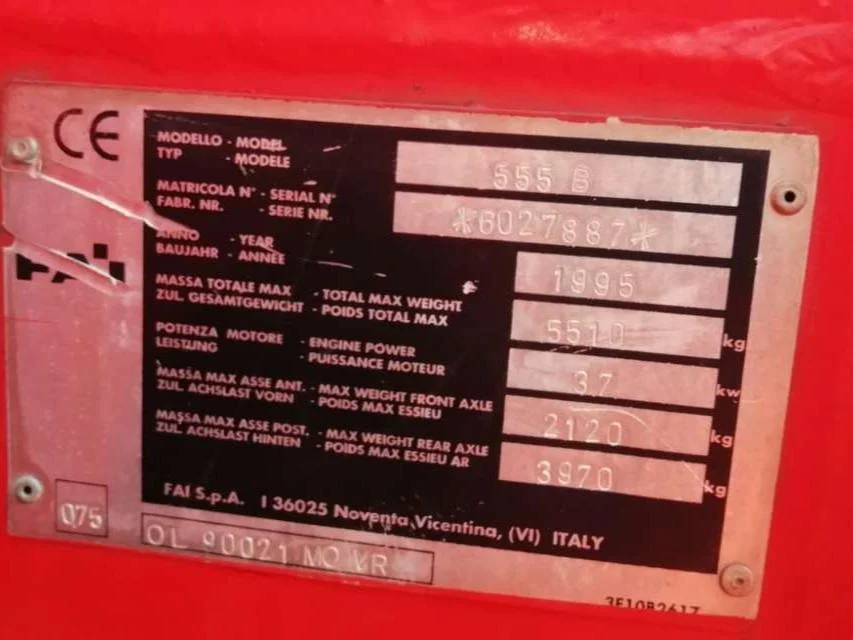 CE
MODELLO - MODEL
TYP - MODELE
555 B
MATRICOLA N° - SERIAL N°
FABR. NR. - SERIE NR.
*6027887*
ANNO - YEAR
BAUJAHR - ANNÉE
1995
FAI
MASSA TOTALE MAX - TOTAL MAX WEIGHT
ZUL. GESAMTGEWICHT - POIDS TOTAL MAX
5510 kg
POTENZA MOTORE - ENGINE POWER
LEISTUNG - PUISSANCE MOTEUR
37 kw
MASSA MAX ASSE ANT. - MAX WEIGHT FRONT AXLE
ZUL. ACHSLAST VORN - POIDS MAX ESSIEU
2120 kg
MASSA MAX ASSE POST. - MAX WEIGHT REAR AXLE
ZUL. ACHSLAST HINTEN - POIDS MAX ESSIEU AR
3970 kg
FAI S.p.A. I 36025 Noventa Vicentina, (VI) ITALY
075
OL 90021 MO VR
3F10B2617